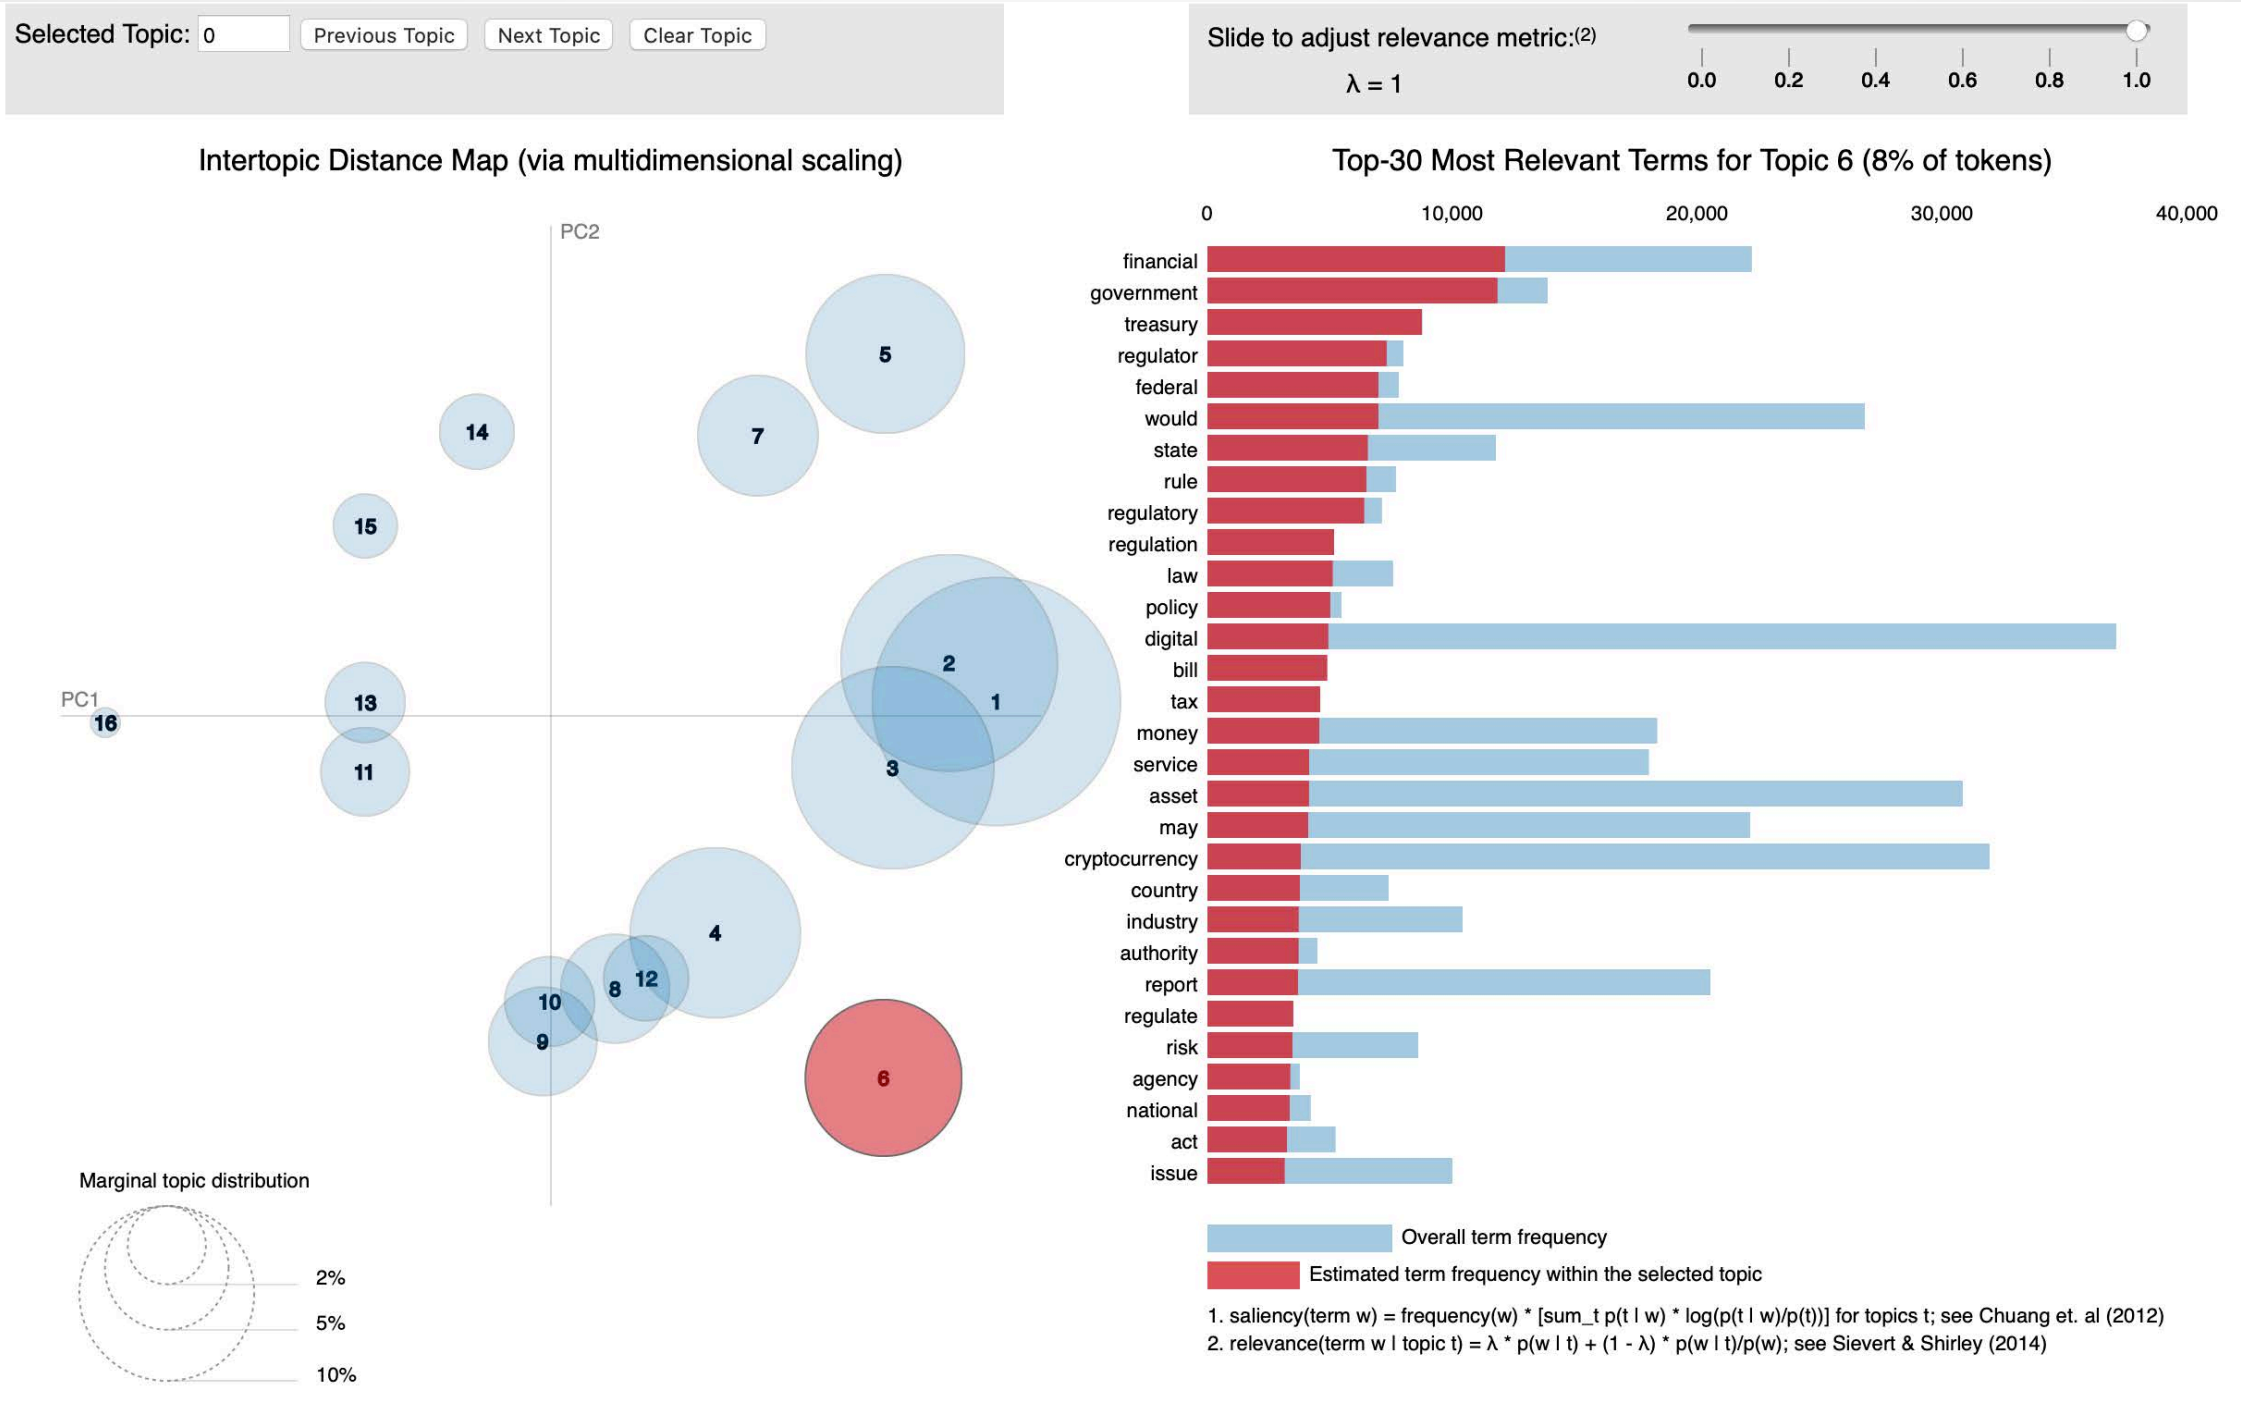 Selected Topic: 0 Previous Topic Next Topic Clear Topic
Slide to adjust relevance metric:(2)
λ = 1
0.0 0.2 0.4 0.6 0.8 1.0
Intertopic Distance Map (via multidimensional scaling)
PC2
5
7
14
15
2
1
PC1
13
16
3
11
4
12
8
10
9
6
Marginal topic distribution
2%
5%
10%
Top-30 Most Relevant Terms for Topic 6 (8% of tokens)
0 10,000 20,000 30,000 40,000
financial
government
treasury
regulator
federal
would
state
rule
regulatory
regulation
law
policy
digital
bill
tax
money
service
asset
may
cryptocurrency
country
industry
authority
report
regulate
risk
agency
national
act
issue
Overall term frequency
Estimated term frequency within the selected topic
1. saliency(term w) = frequency(w) * [sum_t p(t | w) * log(p(t | w)/p(t))] for topics t; see Chuang et. al (2012)
2. relevance(term w | topic t) = λ * p(w | t) + (1 - λ) * p(w | t)/p(w); see Sievert & Shirley (2014)